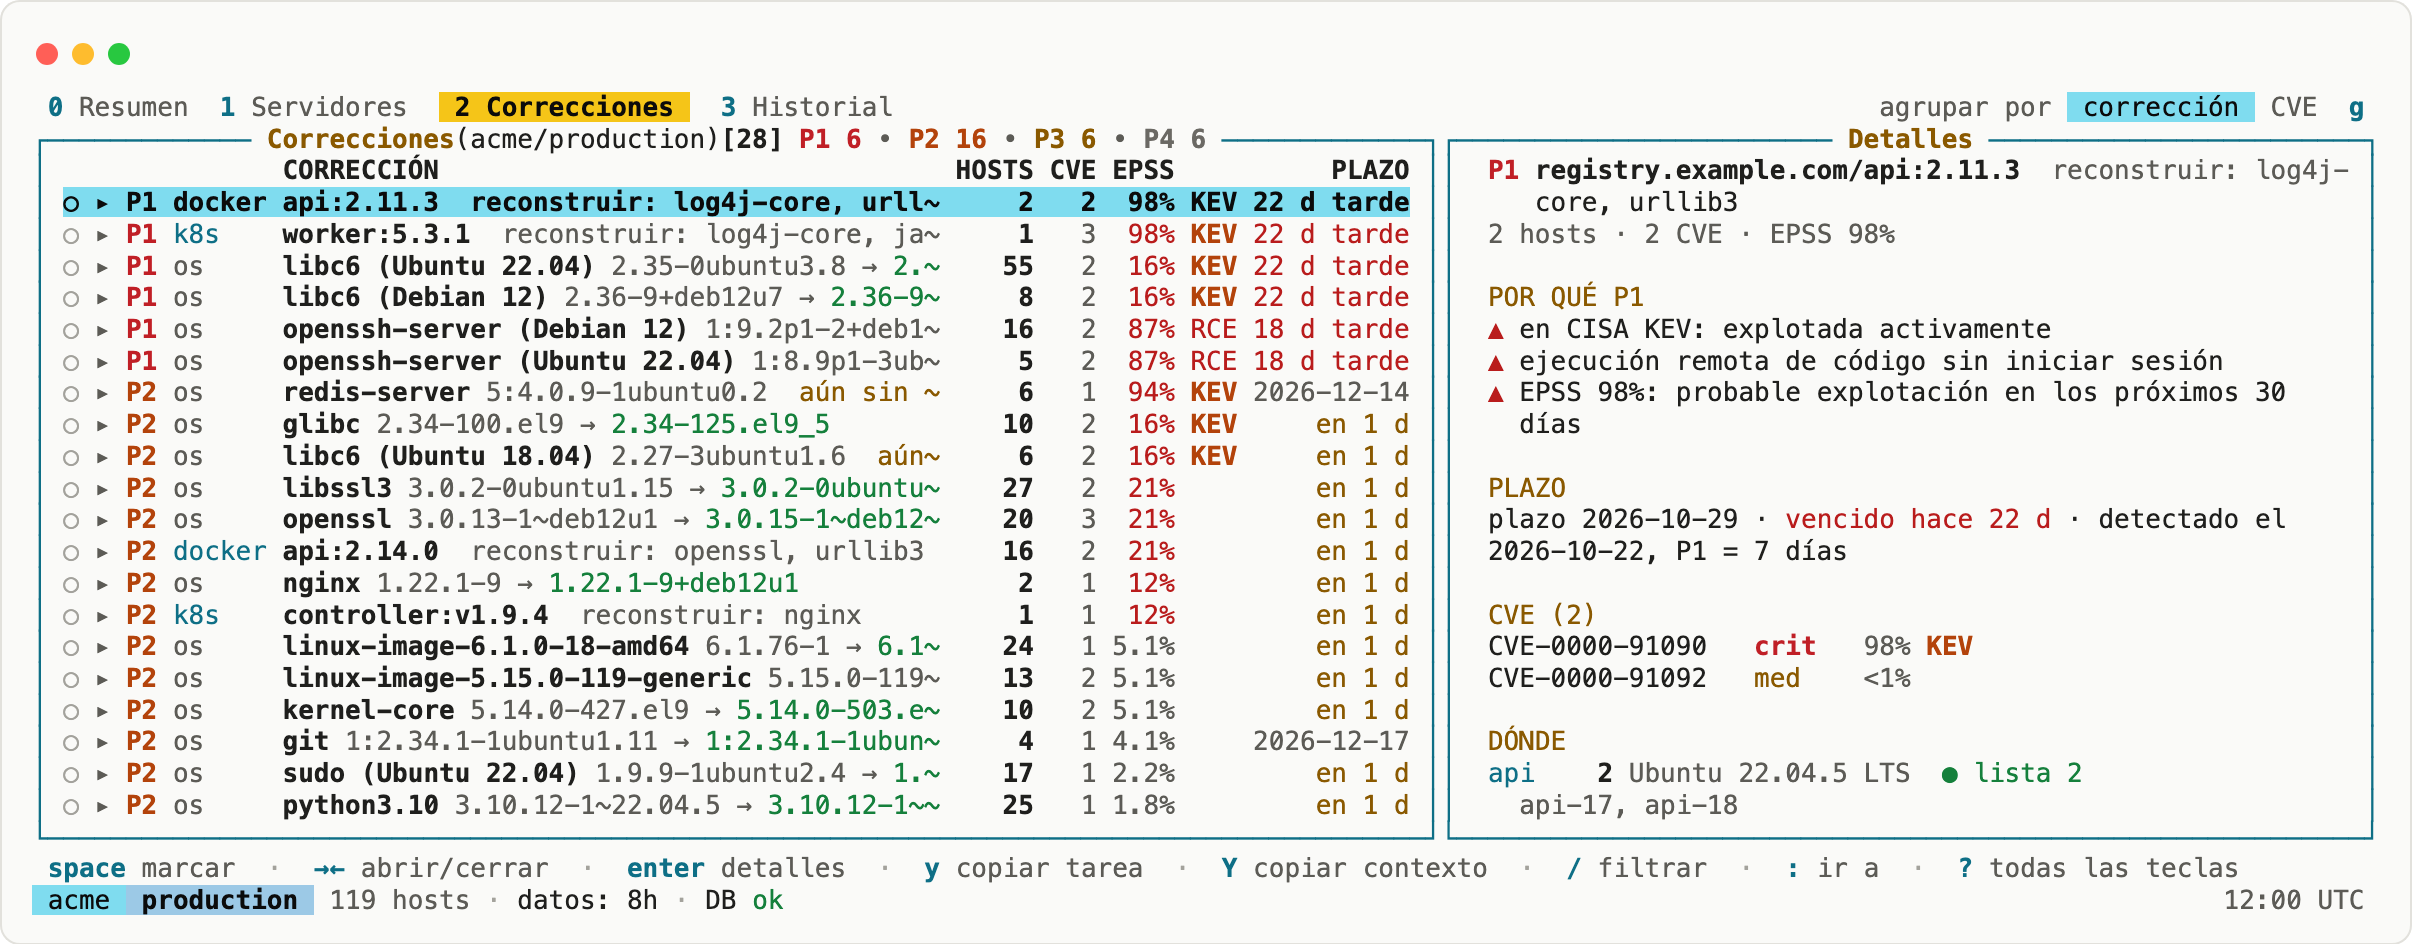 0 Resumen  1 Servidores  2 Correcciones  3 Historial  agrupar por  corrección  CVE  g
Correcciones(acme/production)[28] P1 6 • P2 16 • P3 6 • P4 6
CORRECCIÓN  HOSTS CVE EPSS  PLAZO
○ ▸ P1 docker api:2.11.3  reconstruir: log4j-core, urll~  2  2  98% KEV 22 d tarde
○ ▸ P1 k8s  worker:5.3.1  reconstruir: log4j-core, ja~  1  3  98% KEV 22 d tarde
○ ▸ P1 os  libc6 (Ubuntu 22.04) 2.35-0ubuntu3.8 → 2.~  55  2  16% KEV 22 d tarde
○ ▸ P1 os  libc6 (Debian 12) 2.36-9+deb12u7 → 2.36-9~  8  2  16% KEV 22 d tarde
○ ▸ P1 os  openssh-server (Debian 12) 1:9.2p1-2+deb1~  16  2  87% RCE 18 d tarde
○ ▸ P1 os  openssh-server (Ubuntu 22.04) 1:8.9p1-3ub~  5  2  87% RCE 18 d tarde
○ ▸ P2 os  redis-server 5:4.0.9-1ubuntu0.2  aún sin ~  6  1  94% KEV 2026-12-14
○ ▸ P2 os  glibc 2.34-100.el9 → 2.34-125.el9_5  10  2  16% KEV  en 1 d
○ ▸ P2 os  libc6 (Ubuntu 18.04) 2.27-3ubuntu1.6  aún~  6  2  16% KEV  en 1 d
○ ▸ P2 os  libssl3 3.0.2-0ubuntu1.15 → 3.0.2-0ubuntu~  27  2  21%  en 1 d
○ ▸ P2 os  openssl 3.0.13-1~deb12u1 → 3.0.15-1~deb12~  20  3  21%  en 1 d
○ ▸ P2 docker api:2.14.0  reconstruir: openssl, urllib3  16  2  21%  en 1 d
○ ▸ P2 os  nginx 1.22.1-9 → 1.22.1-9+deb12u1  2  1  12%  en 1 d
○ ▸ P2 k8s  controller:v1.9.4  reconstruir: nginx  1  1  12%  en 1 d
○ ▸ P2 os  linux-image-6.1.0-18-amd64 6.1.76-1 → 6.1~  24  1 5.1%  en 1 d
○ ▸ P2 os  linux-image-5.15.0-119-generic 5.15.0-119~  13  2 5.1%  en 1 d
○ ▸ P2 os  kernel-core 5.14.0-427.el9 → 5.14.0-503.e~  10  2 5.1%  en 1 d
○ ▸ P2 os  git 1:2.34.1-1ubuntu1.11 → 1:2.34.1-1ubun~  4  1 4.1%  2026-12-17
○ ▸ P2 os  sudo (Ubuntu 22.04) 1.9.9-1ubuntu2.4 → 1.~  17  1 2.2%  en 1 d
○ ▸ P2 os  python3.10 3.10.12-1~22.04.5 → 3.10.12-1~~  25  1 1.8%  en 1 d
Detalles
P1 registry.example.com/api:2.11.3  reconstruir: log4j-
core, urllib3
2 hosts · 2 CVE · EPSS 98%
POR QUÉ P1
▲ en CISA KEV: explotada activamente
▲ ejecución remota de código sin iniciar sesión
▲ EPSS 98%: probable explotación en los próximos 30
días
PLAZO
plazo 2026-10-29 · vencido hace 22 d · detectado el
2026-10-22, P1 = 7 días
CVE (2)
CVE-0000-91090  crit  98% KEV
CVE-0000-91092  med  <1%
DÓNDE
api  2 Ubuntu 22.04.5 LTS  ● lista 2
api-17, api-18
space marcar  ·  →← abrir/cerrar  ·  enter detalles  ·  y copiar tarea  ·  Y copiar contexto  ·  / filtrar  ·  : ir a  ·  ? todas las teclas
acme  production  119 hosts · datos: 8h · DB ok  12:00 UTC